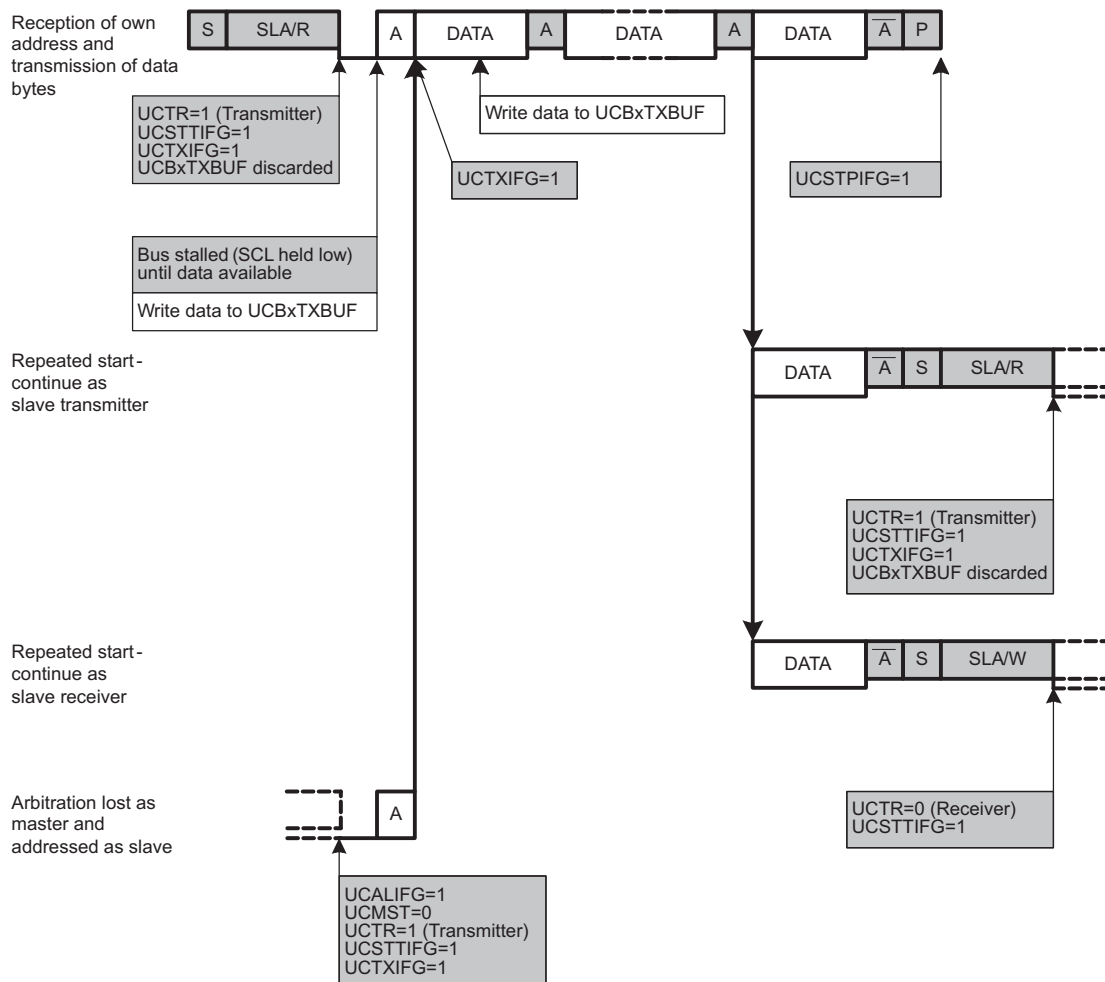 Reception of own
address and
transmission of data
bytes
S SLA/R A DATA A DATA A DATA A P
UCTR=1 (Transmitter)
UCSTTIFG=1
UCTXIFG=1
UCBxTXBUF discarded
Write data to UCBxTXBUF
UCTXIFG=1
UCSTPIFG=1
Bus stalled (SCL held low)
until data available
Write data to UCBxTXBUF
Repeated start-
continue as
slave transmitter
DATA A S SLA/R
UCTR=1 (Transmitter)
UCSTTIFG=1
UCTXIFG=1
UCBxTXBUF discarded
Repeated start-
continue as
slave receiver
DATA A S SLA/W
UCTR=0 (Receiver)
UCSTTIFG=1
Arbitration lost as
master and
addressed as slave
A
UCALIFG=1
UCMST=0
UCTR=1 (Transmitter)
UCSTTIFG=1
UCTXIFG=1